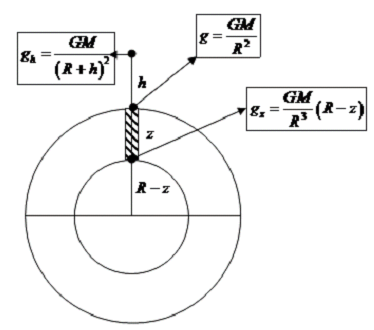 g_h = GM / (R + h)^2
g = GM / R^2
h
g_z = GM / R^3 (R − z)
z
R − z